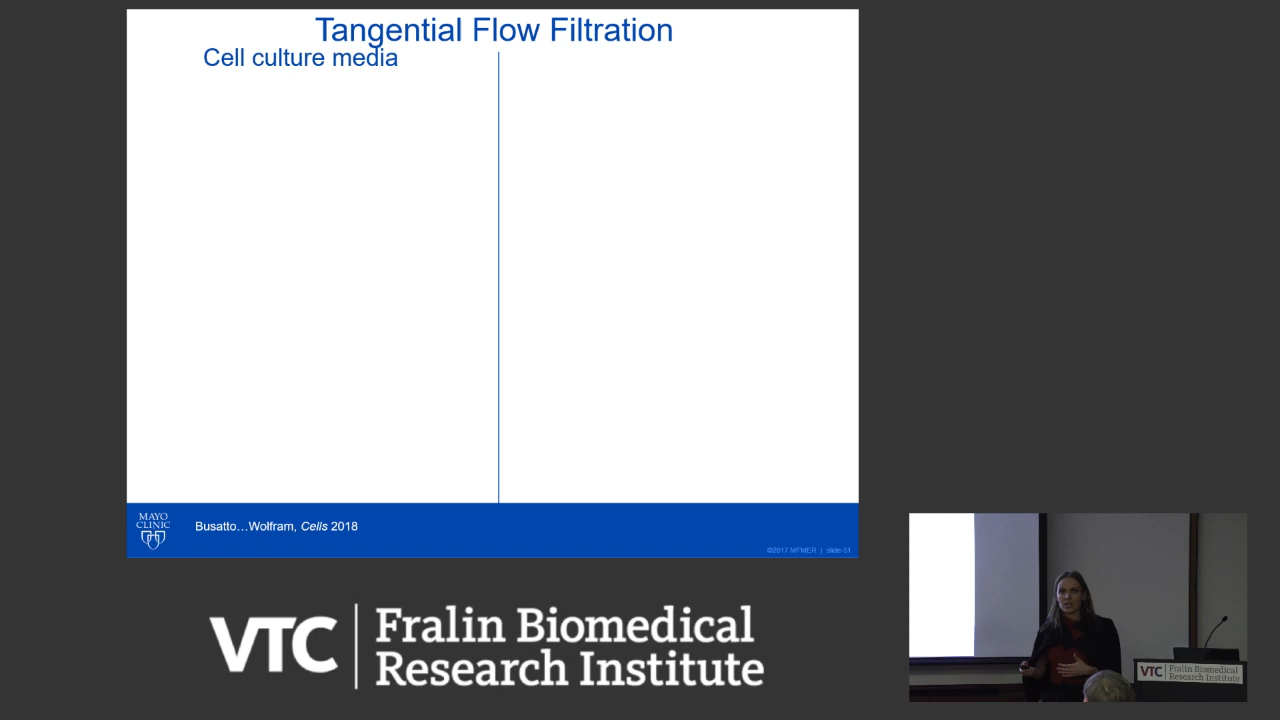 Tangential Flow Filtration
Cell culture media
MAYO
CLINIC
Busatto…Wolfram, Cells 2018
©2017 MFMER | slide-51
VTC
Fralin Biomedical
Research Institute
VTC
Fralin Biomedical
Research Institute